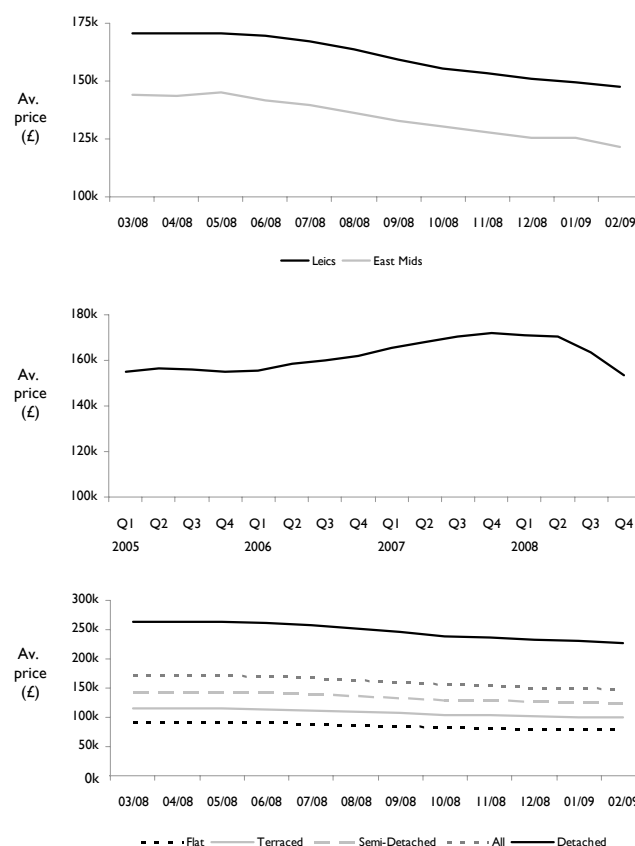 175k
150k
125k
100k
Av.
price
(£)
03/08 04/08 05/08 06/08 07/08 08/08 09/08 10/08 11/08 12/08 01/09 02/09
Leics East Mids
180k
160k
140k
120k
100k
Av.
price
(£)
Q1 Q2 Q3 Q4 Q1 Q2 Q3 Q4 Q1 Q2 Q3 Q4 Q1 Q2 Q3 Q4
2005 2006 2007 2008
300k
250k
200k
150k
100k
50k
0k
Av.
price
(£)
03/08 04/08 05/08 06/08 07/08 08/08 09/08 10/08 11/08 12/08 01/09 02/09
Flat Terraced Semi-Detached All Detached